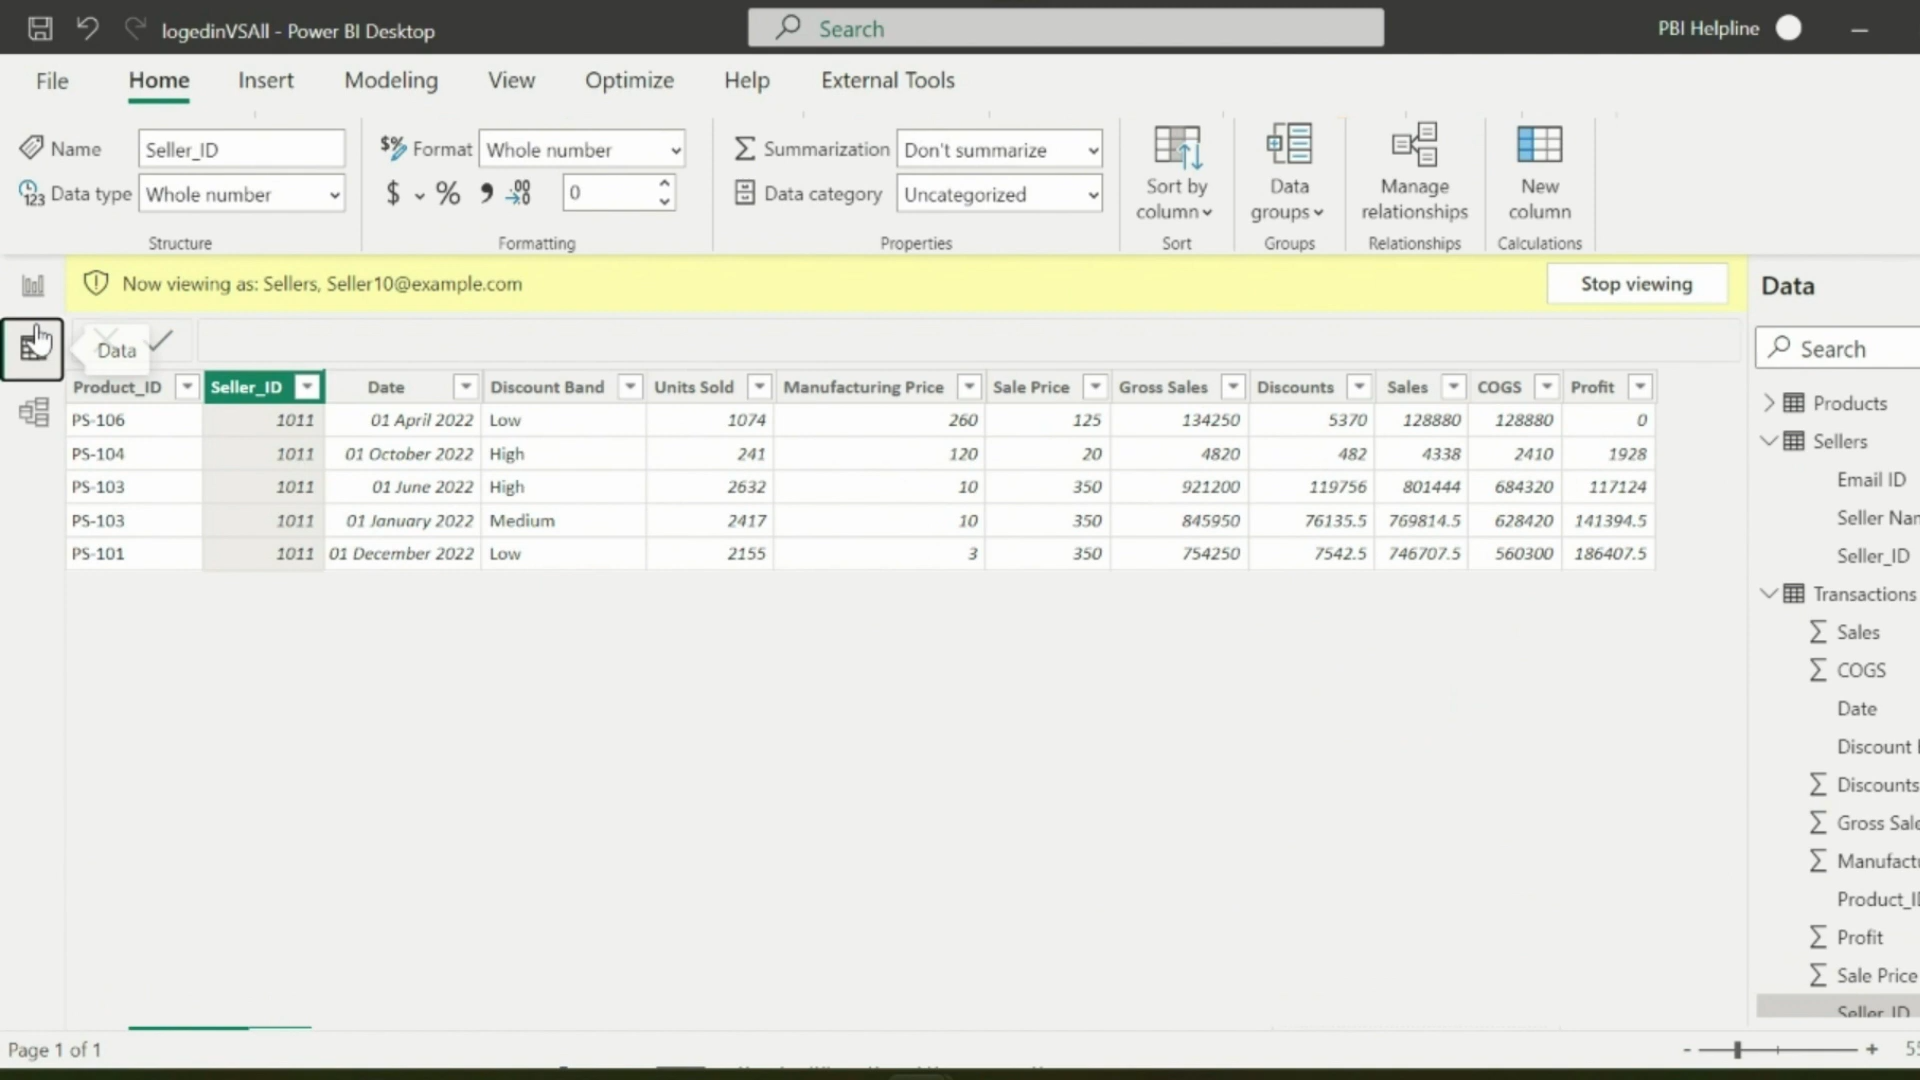 logedinVSAll - Power BI Desktop
Search
PBI Helpline
File Home Insert Modeling View Optimize Help External Tools
Name Seller_ID
Data type Whole number
Structure
Format Whole number
$ % 0
Formatting
Summarization Don't summarize
Data category Uncategorized
Properties
Sort by
column
Sort
Data
groups
Groups
Manage
relationships
Relationships
New
column
Calculations
Now viewing as: Sellers, Seller10@example.com
Stop viewing
Data
Product_ID Seller_ID Date Discount Band Units Sold Manufacturing Price Sale Price Gross Sales Discounts Sales COGS Profit
PS-106 1011 01 April 2022 Low 1074 260 125 134250 5370 128880 128880 0
PS-104 1011 01 October 2022 High 241 120 20 4820 482 4338 2410 1928
PS-103 1011 01 June 2022 High 2632 10 350 921200 119756 801444 684320 117124
PS-103 1011 01 January 2022 Medium 2417 10 350 845950 76135.5 769814.5 628420 141394.5
PS-101 1011 01 December 2022 Low 2155 3 350 754250 7542.5 746707.5 560300 186407.5
Data
Search
Products
Sellers
Email ID
Seller Nam
Seller_ID
Transactions
Sales
COGS
Date
Discount
Discounts
Gross Sale
Manufactu
Product_ID
Profit
Sale Price
Seller_ID
Page 1 of 1
- +